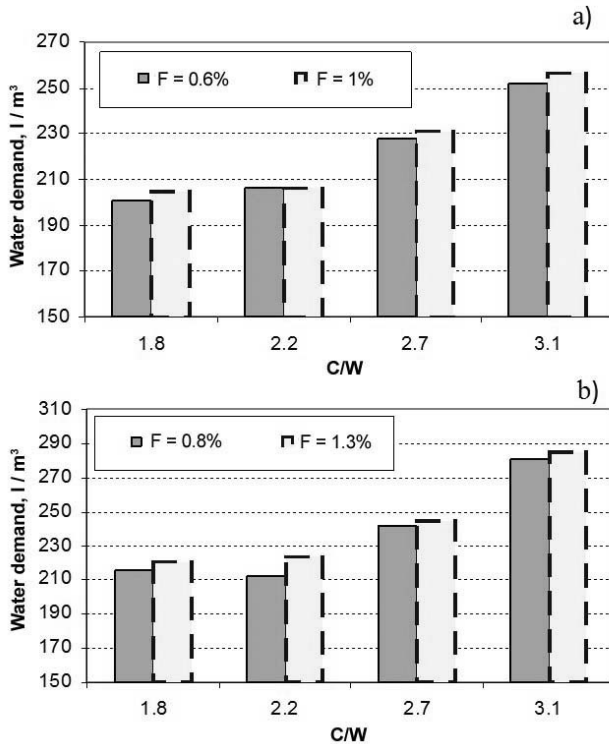 a)
270
250
230
210
190
170
150
Water demand, l / m³
F = 0.6% F = 1%
1.8 2.2 2.7 3.1
C/W
b)
310
290
270
250
230
210
190
170
150
Water demand, l / m³
F = 0.8% F = 1.3%
1.8 2.2 2.7 3.1
C/W